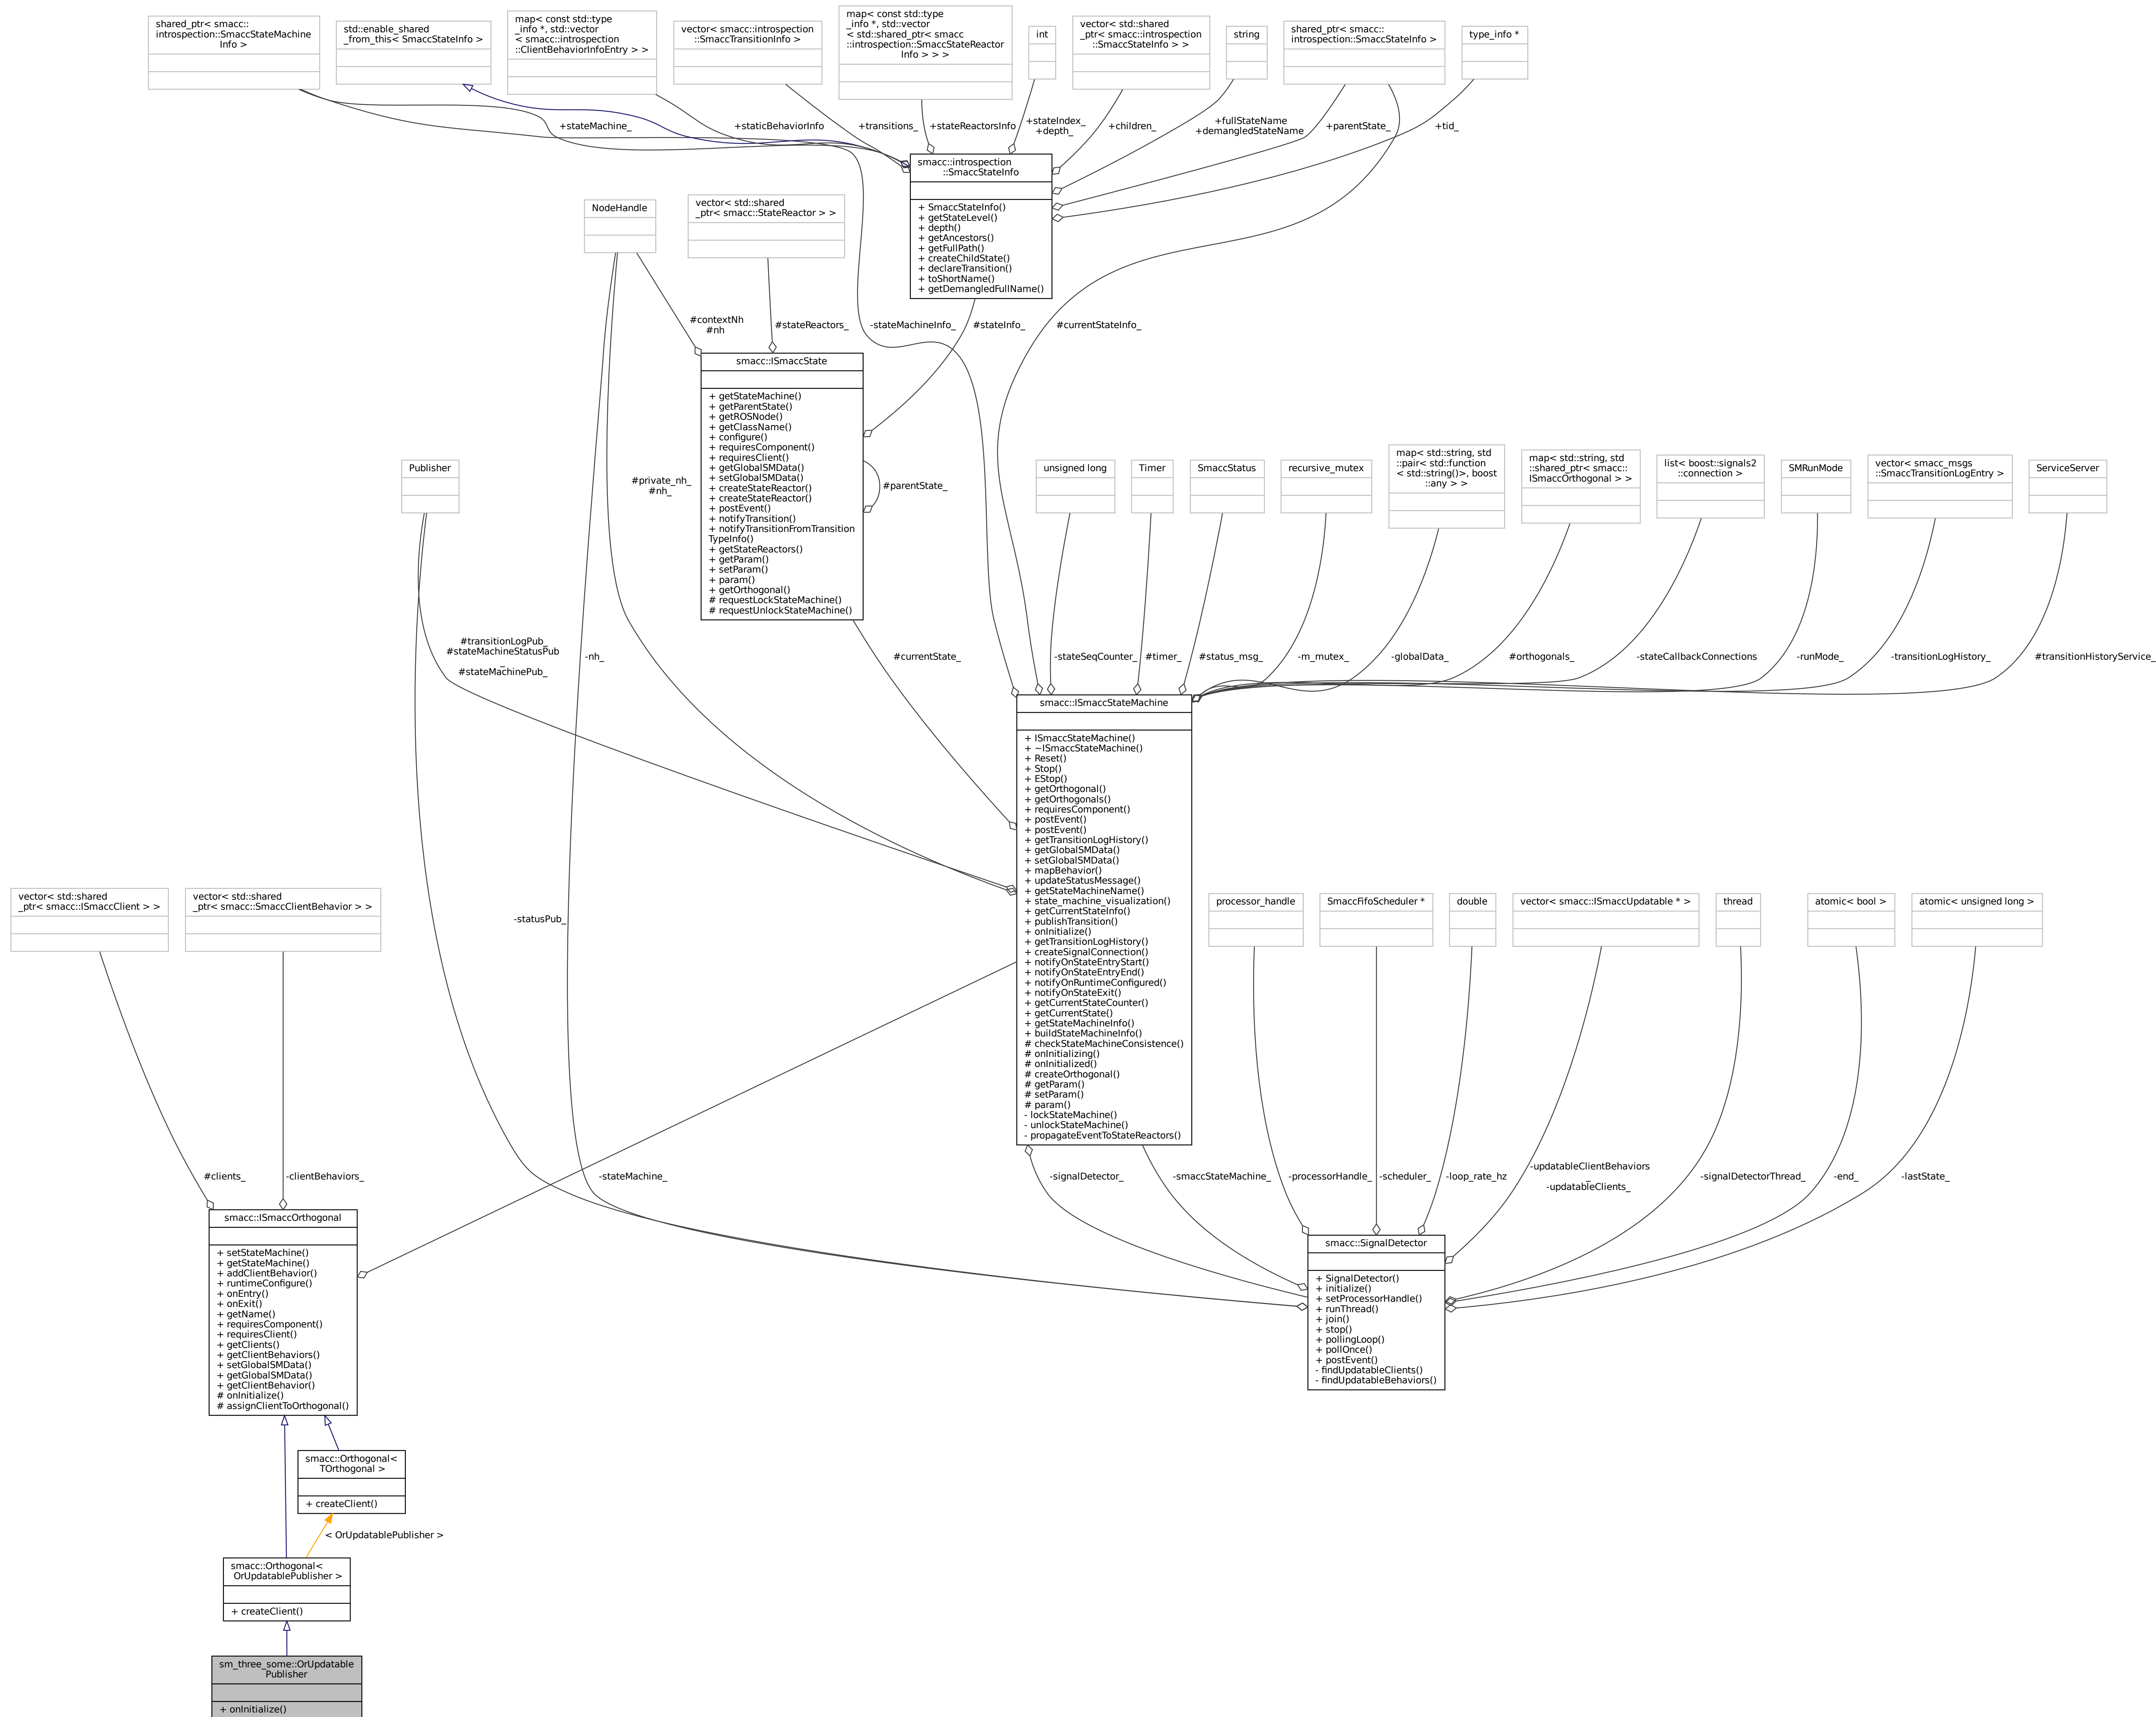 shared_ptr< smacc::
introspection::SmaccStateMachine
Info >
std::enable_shared
_from_this< SmaccStateInfo >
map< const std::type
_info *, std::vector
< smacc::introspection
::ClientBehaviorInfoEntry > >
vector< smacc::introspection
::SmaccTransitionInfo >
map< const std::type
_info *, std::vector
< std::shared_ptr< smacc
::introspection::SmaccStateReactor
Info > > >
int
vector< std::shared
_ptr< smacc::introspection
::SmaccStateInfo > >
string
shared_ptr< smacc::
introspection::SmaccStateInfo >
type_info *
+stateMachine_
+staticBehaviorInfo
+transitions_
+stateReactorsInfo
+stateIndex_
+depth_
+children_
+fullStateName
+demangledStateName
+parentState_
+tid_
smacc::introspection
::SmaccStateInfo
+ SmaccStateInfo()
+ getStateLevel()
+ depth()
+ getAncestors()
+ getFullPath()
+ createChildState()
+ declareTransition()
+ toShortName()
+ getDemangledFullName()
NodeHandle
vector< std::shared
_ptr< smacc::StateReactor > >
#contextNh
#nh
#stateReactors_
-stateMachineInfo_
#stateInfo_
#currentStateInfo_
smacc::ISmaccState
+ getStateMachine()
+ getParentState()
+ getROSNode()
+ getClassName()
+ configure()
+ requiresComponent()
+ requiresClient()
+ getGlobalSMData()
+ setGlobalSMData()
+ createStateReactor()
+ createStateReactor()
+ postEvent()
+ notifyTransition()
+ notifyTransitionFromTransition
TypeInfo()
+ getStateReactors()
+ getParam()
+ setParam()
+ param()
+ getOrthogonal()
# requestLockStateMachine()
# requestUnlockStateMachine()
#parentState_
#private_nh_
#nh_
Publisher
unsigned long
Timer
SmaccStatus
recursive_mutex
map< std::string, std
::pair< std::function
< std::string()>, boost
::any > >
map< std::string, std
::shared_ptr< smacc::
ISmaccOrthogonal > >
list< boost::signals2
::connection >
SMRunMode
vector< smacc_msgs
::SmaccTransitionLogEntry >
ServiceServer
#transitionLogPub_
#stateMachineStatusPub
_
#stateMachinePub_
-nh_
#currentState_
-stateSeqCounter_
#timer_
#status_msg_
-m_mutex_
-globalData_
#orthogonals_
-stateCallbackConnections
-runMode_
-transitionLogHistory_
#transitionHistoryService_
smacc::ISmaccStateMachine
+ ISmaccStateMachine()
+ ~ISmaccStateMachine()
+ Reset()
+ Stop()
+ EStop()
+ getOrthogonal()
+ getOrthogonals()
+ requiresComponent()
+ postEvent()
+ postEvent()
+ getTransitionLogHistory()
+ getGlobalSMData()
+ setGlobalSMData()
+ mapBehavior()
+ updateStatusMessage()
+ getStateMachineName()
+ state_machine_visualization()
+ getCurrentStateInfo()
+ publishTransition()
+ onInitialize()
+ getTransitionLogHistory()
+ createSignalConnection()
+ notifyOnStateEntryStart()
+ notifyOnStateEntryEnd()
+ notifyOnRuntimeConfigured()
+ notifyOnStateExit()
+ getCurrentStateCounter()
+ getCurrentState()
+ getStateMachineInfo()
+ buildStateMachineInfo()
# checkStateMachineConsistence()
# onInitializing()
# onInitialized()
# createOrthogonal()
# getParam()
# setParam()
# param()
- lockStateMachine()
- unlockStateMachine()
- propagateEventToStateReactors()
vector< std::shared
_ptr< smacc::ISmaccClient > >
vector< std::shared
_ptr< smacc::SmaccClientBehavior > >
-statusPub_
processor_handle
SmaccFifoScheduler *
double
vector< smacc::ISmaccUpdatable * >
thread
atomic< bool >
atomic< unsigned long >
#clients_
-clientBehaviors_
-stateMachine_
-signalDetector_
-smaccStateMachine_
-processorHandle_
-scheduler_
-loop_rate_hz
-updatableClientBehaviors
_
-updatableClients_
-signalDetectorThread_
-end_
-lastState_
smacc::ISmaccOrthogonal
+ setStateMachine()
+ getStateMachine()
+ addClientBehavior()
+ runtimeConfigure()
+ onEntry()
+ onExit()
+ getName()
+ requiresComponent()
+ requiresClient()
+ getClients()
+ getClientBehaviors()
+ setGlobalSMData()
+ getGlobalSMData()
+ getClientBehavior()
# onInitialize()
# assignClientToOrthogonal()
smacc::SignalDetector
+ SignalDetector()
+ initialize()
+ setProcessorHandle()
+ runThread()
+ join()
+ stop()
+ pollingLoop()
+ pollOnce()
+ postEvent()
- findUpdatableClients()
- findUpdatableBehaviors()
smacc::Orthogonal<
TOrthogonal >
+ createClient()
< OrUpdatablePublisher >
smacc::Orthogonal<
OrUpdatablePublisher >
+ createClient()
sm_three_some::OrUpdatable
Publisher
+ onInitialize()